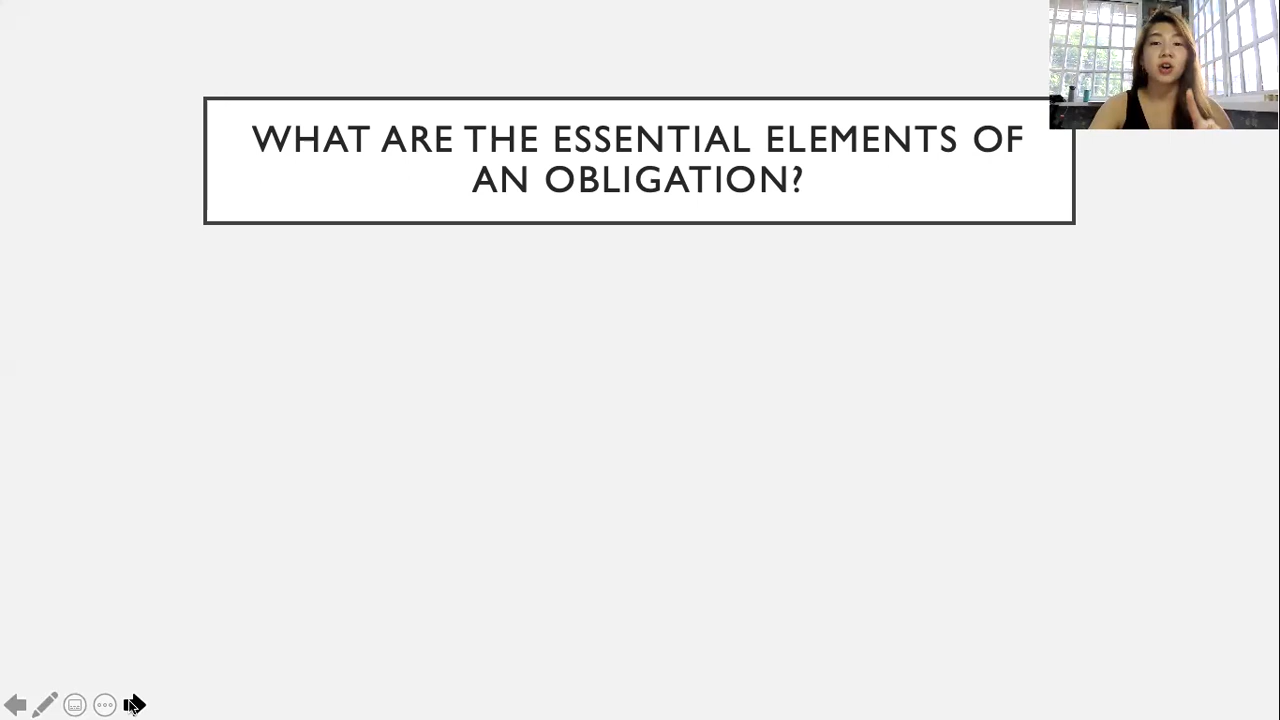 WHAT ARE THE ESSENTIAL ELEMENTS OF
AN OBLIGATION?